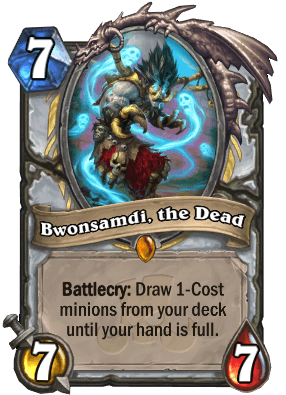 7
Bwonsamdi, the Dead
Battlecry: Draw 1-Cost
minions from your deck
until your hand is full.
7
7